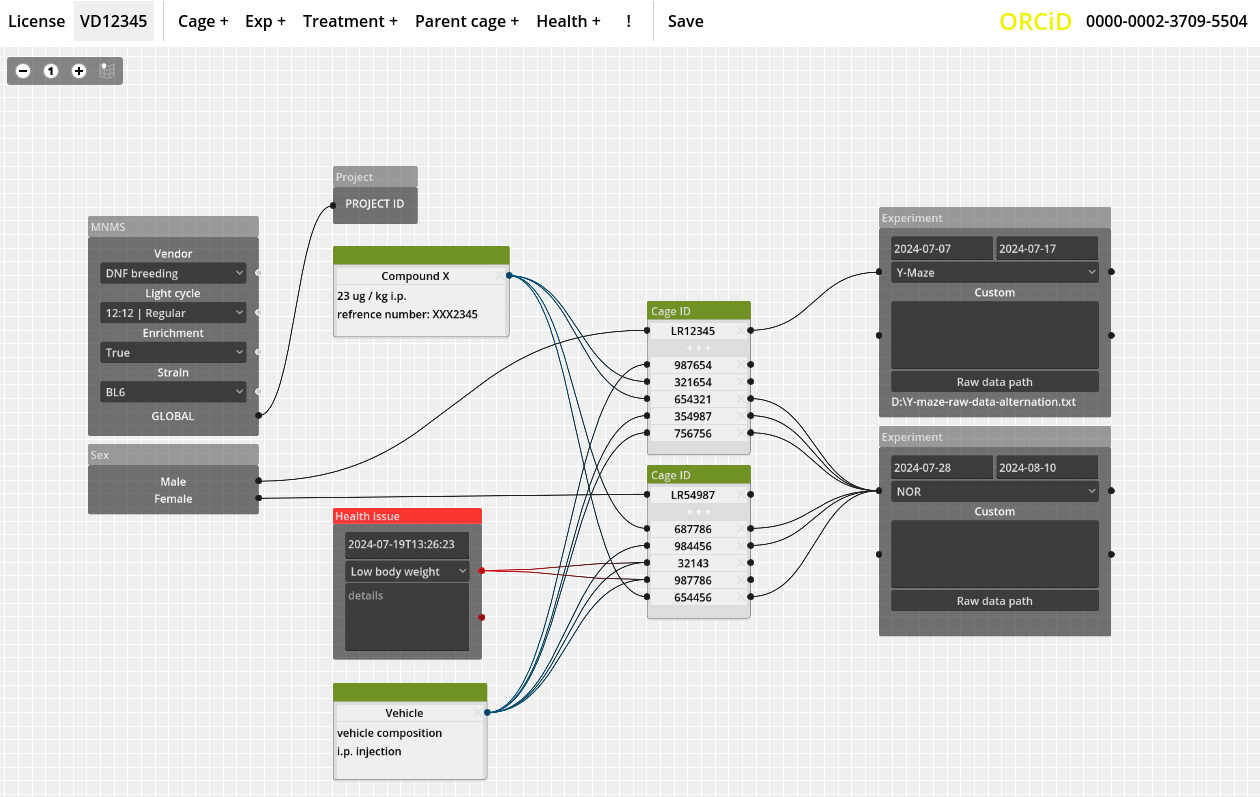 License VD12345 Cage + Exp + Treatment + Parent cage + Health + ! Save ORCiD 0000-0002-3709-5504
1
Project
PROJECT ID
MNMS
Vendor
DNF breeding
Light cycle
12:12 | Regular
Enrichment
True
Strain
BL6
GLOBAL
Sex
Male
Female
Compound X
23 ug / kg i.p.
refrence number: XXX2345
Health issue
2024-07-19T13:26:23
Low body weight
details
Vehicle
vehicle composition
i.p. injection
Cage ID
LR12345
+ + +
987654
321654
654321
354987
756756
Cage ID
LR54987
+ + +
687786
984456
32143
987786
654456
Experiment
2024-07-07 2024-07-17
Y-Maze
Custom
Raw data path
D:\Y-maze-raw-data-alternation.txt
Experiment
2024-07-28 2024-08-10
NOR
Custom
Raw data path